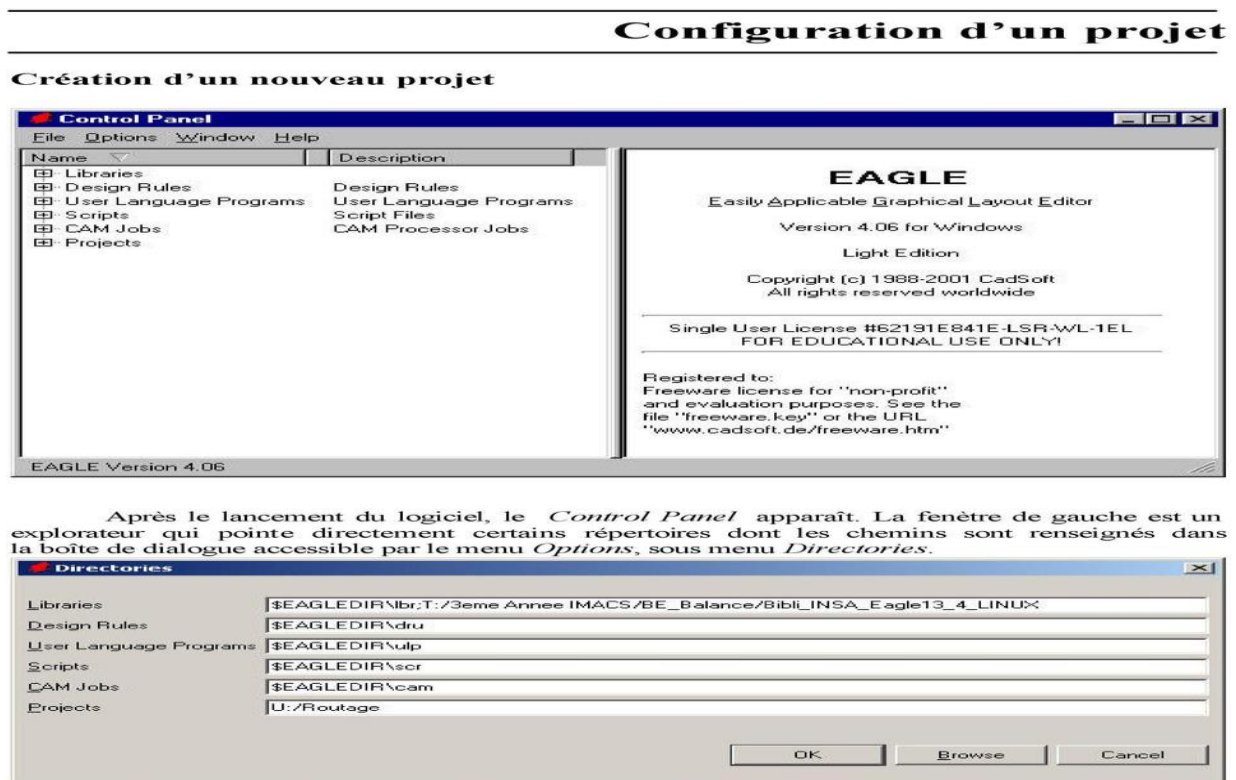 Configuration d'un projet
Création d'un nouveau projet
Control Panel
File Options Window Help
Name Description
Libraries
Design Rules Design Rules
User Language Programs User Language Programs
Scripts Script Files
CAM Jobs CAM Processor Jobs
Projects
EAGLE
Easily Applicable Graphical Layout Editor
Version 4.06 for Windows
Light Edition
Copyright (c) 1988-2001 CadSoft
All rights reserved worldwide
Single User License #62191E841E-LSR-WL-1EL
FOR EDUCATIONAL USE ONLY!
Registered to:
Freeware license for "non-profit"
and evaluation purposes. See the
file "freeware.key" or the URL
"www.cadsoft.de/freeware.htm"
EAGLE Version 4.06
Après le lancement du logiciel, le Control Panel apparaît. La fenètre de gauche est un
explorateur qui pointe directement certains répertoires dont les chemins sont renseignés dans
la boîte de dialogue accessible par le menu Options, sous menu Directories.
Directories
Libraries $EAGLEDIR\lbr;T:/3eme Annee IMACS/BE_Balance/Bibli_INSA_Eagle13_4_LINUX
Design Rules $EAGLEDIR\dru
User Language Programs $EAGLEDIR\ulp
Scripts $EAGLEDIR\scr
CAM Jobs $EAGLEDIR\cam
Projects U:/Routage
OK Browse Cancel